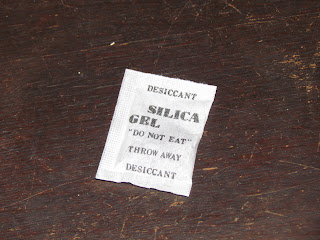 DESICCANT
SILICA
GEL
"DO NOT EAT"
THROW AWAY
DESICCANT